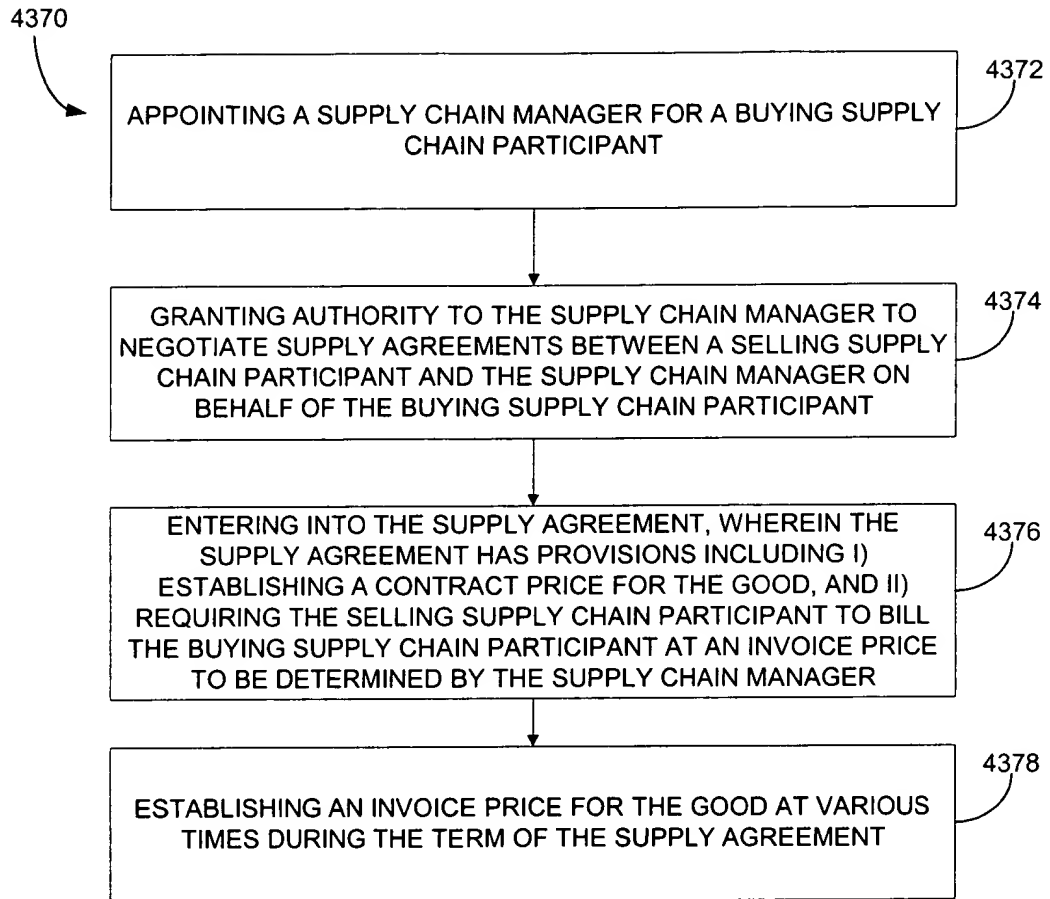 4370
4372
APPOINTING A SUPPLY CHAIN MANAGER FOR A BUYING SUPPLY
CHAIN PARTICIPANT
4374
GRANTING AUTHORITY TO THE SUPPLY CHAIN MANAGER TO
NEGOTIATE SUPPLY AGREEMENTS BETWEEN A SELLING SUPPLY
CHAIN PARTICIPANT AND THE SUPPLY CHAIN MANAGER ON
BEHALF OF THE BUYING SUPPLY CHAIN PARTICIPANT
4376
ENTERING INTO THE SUPPLY AGREEMENT, WHEREIN THE
SUPPLY AGREEMENT HAS PROVISIONS INCLUDING I)
ESTABLISHING A CONTRACT PRICE FOR THE GOOD, AND II)
REQUIRING THE SELLING SUPPLY CHAIN PARTICIPANT TO BILL
THE BUYING SUPPLY CHAIN PARTICIPANT AT AN INVOICE PRICE
TO BE DETERMINED BY THE SUPPLY CHAIN MANAGER
4378
ESTABLISHING AN INVOICE PRICE FOR THE GOOD AT VARIOUS
TIMES DURING THE TERM OF THE SUPPLY AGREEMENT